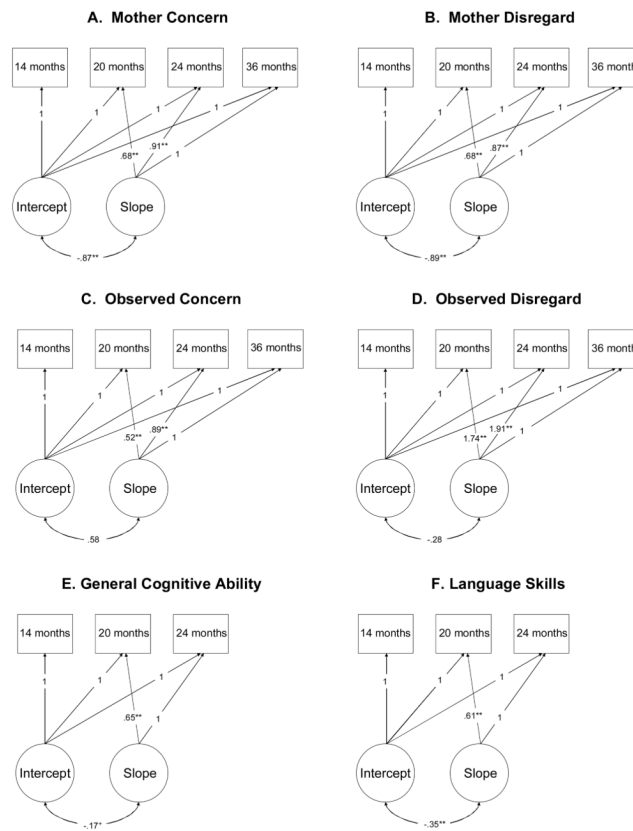 A. Mother Concern
14 months 20 months 24 months 36 months
1 1 1 1
.68** .91** 1
Intercept Slope
-.87**
B. Mother Disregard
14 months 20 months 24 months 36 month
1 1 1 1
.68** .87** 1
Intercept Slope
-.89**
C. Observed Concern
14 months 20 months 24 months 36 months
1 1 1 1
.52** .89** 1
Intercept Slope
.58
D. Observed Disregard
14 months 20 months 24 months 36 month
1 1 1 1
1.74** 1.91** 1
Intercept Slope
-.28
E. General Cognitive Ability
14 months 20 months 24 months
1 1 1
.65** 1
Intercept Slope
-.17*
F. Language Skills
14 months 20 months 24 months
1 1 1
.61** 1
Intercept Slope
-.35**